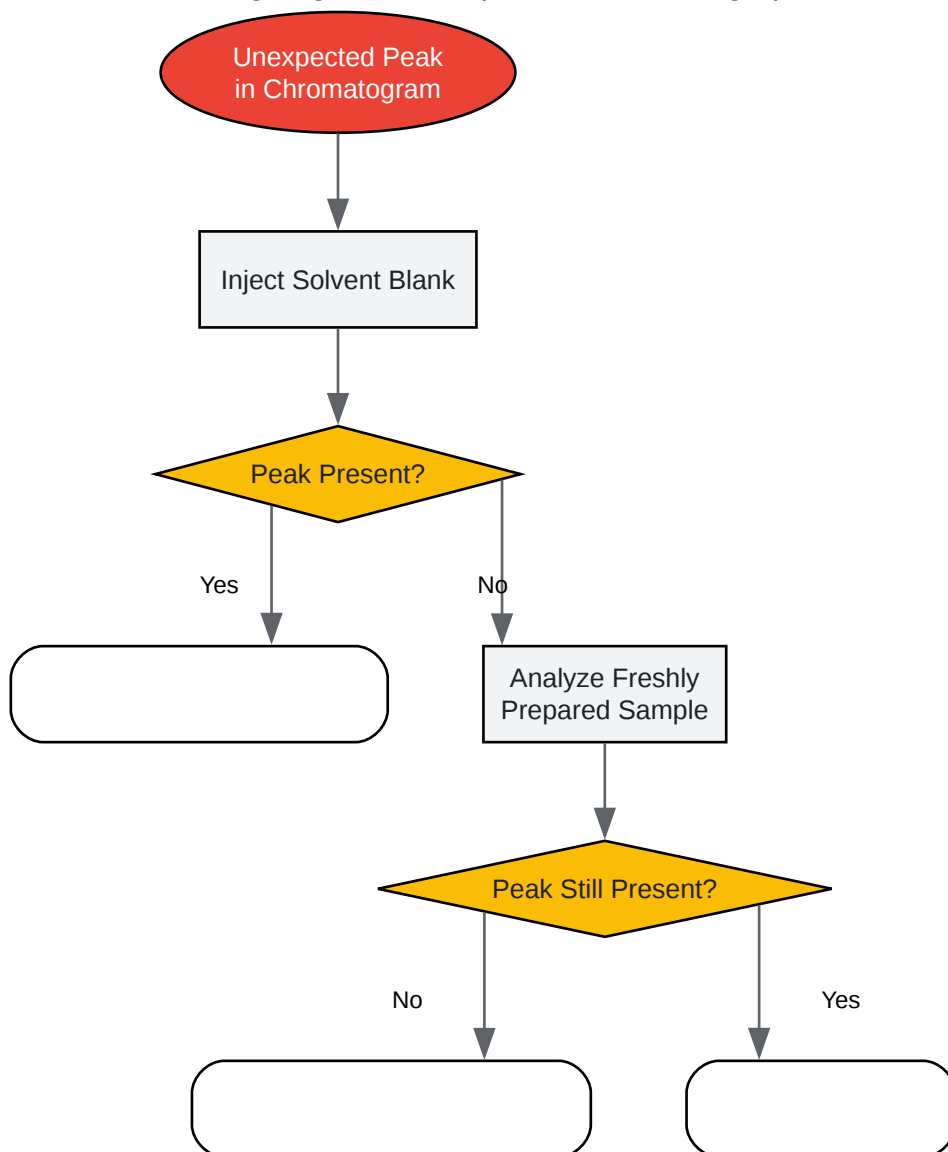 Unexpected Peak
in Chromatogram
Inject Solvent Blank
Peak Present?
Yes
No
Analyze Freshly
Prepared Sample
Peak Still Present?
No
Yes